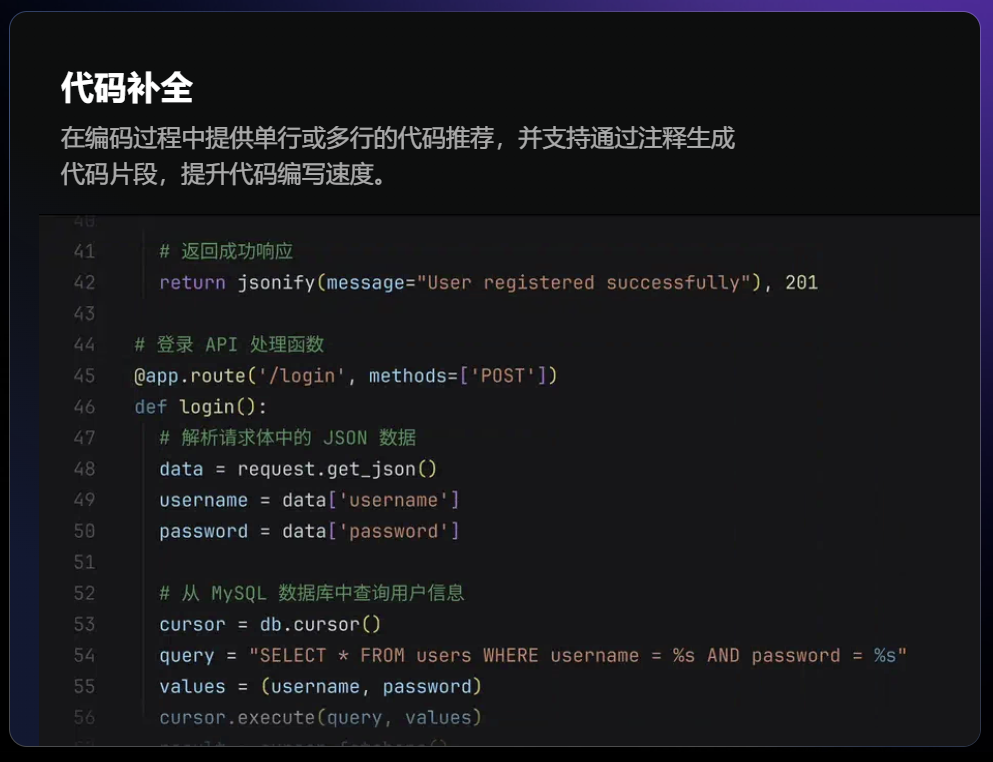 代码补全
在编码过程中提供单行或多行的代码推荐，并支持通过注释生成
代码片段，提升代码编写速度。
40
41 # 返回成功响应
42 return jsonify(message="User registered successfully"), 201
43
44 # 登录 API 处理函数
45 @app.route('/login', methods=['POST'])
46 def login():
47 # 解析请求体中的 JSON 数据
48 data = request.get_json()
49 username = data['username']
50 password = data['password']
51
52 # 从 MySQL 数据库中查询用户信息
53 cursor = db.cursor()
54 query = "SELECT * FROM users WHERE username = %s AND password = %s"
55 values = (username, password)
56 cursor.execute(query, values)